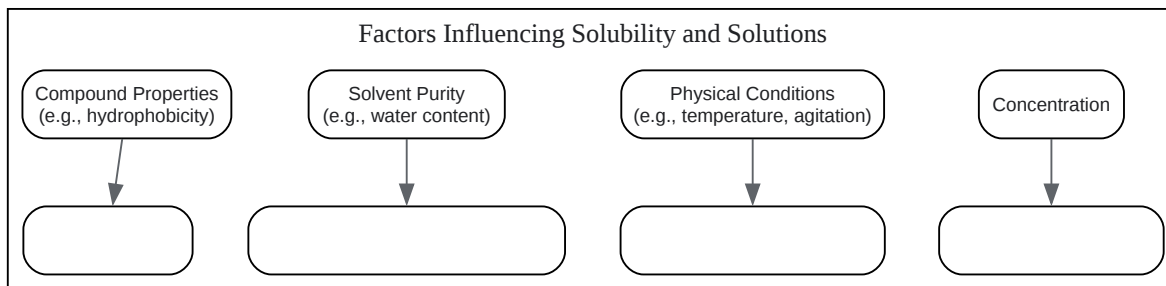 Factors Influencing Solubility and Solutions
Compound Properties
(e.g., hydrophobicity)
Solvent Purity
(e.g., water content)
Physical Conditions
(e.g., temperature, agitation)
Concentration